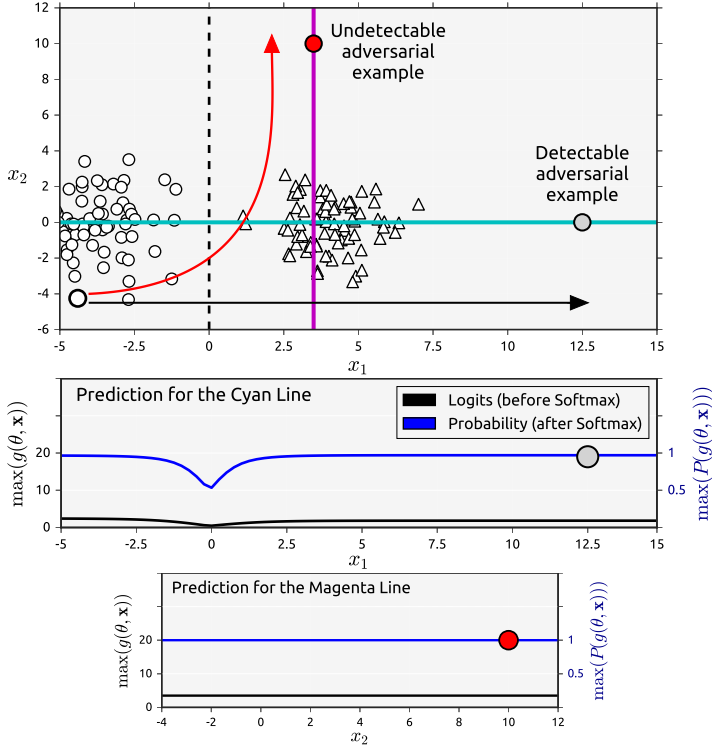 12
10
8
6
4
2
0
-2
-4
-6
x2
Undetectable
adversarial
example
Detectable
adversarial
example
-5 -2.5 0 2.5 5 7.5 10 12.5 15
x1
Prediction for the Cyan Line
Logits (before Softmax)
Probability (after Softmax)
max(g(θ, x))
20
10
0
1
0.5
max(P(g(θ, x)))
-5 -2.5 0 2.5 5 7.5 10 12.5 15
x1
Prediction for the Magenta Line
max(g(θ, x))
20
10
0
1
0.5
max(P(g(θ, x)))
-4 -2 0 2 4 6 8 10 12
x2